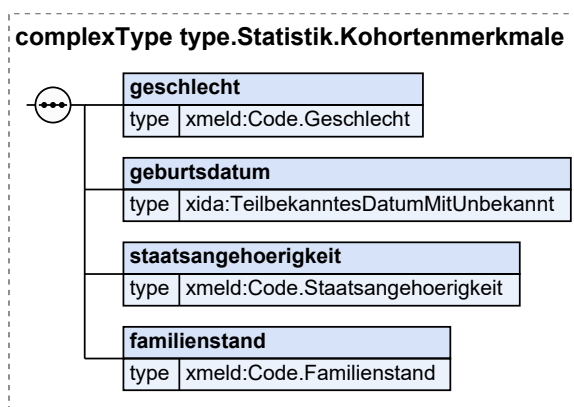 complexType type.Statistik.Kohortenmerkmale
geschlecht
type xmeld:Code.Geschlecht
geburtsdatum
type xida:TeilbekanntesDatumMitUnbekannt
staatsangehoerigkeit
type xmeld:Code.Staatsangehoerigkeit
familienstand
type xmeld:Code.Familienstand